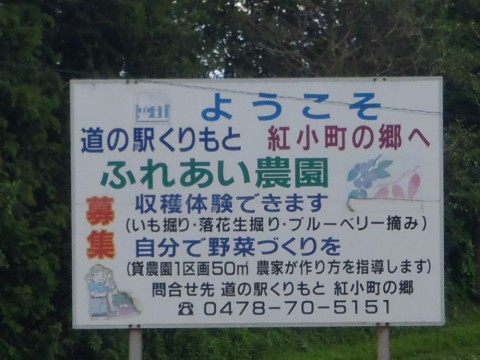 ようこそ
道の駅くりもと 紅小町の郷へ
ふれあい農園
募集
収穫体験できます
(いも掘り・落花生掘り・ブルーベリー摘み)
自分で野菜づくりを
(貸農園1区画50㎡ 農家が作り方を指導します)
問合せ先 道の駅くりもと 紅小町の郷
☎ 0478-70-5151